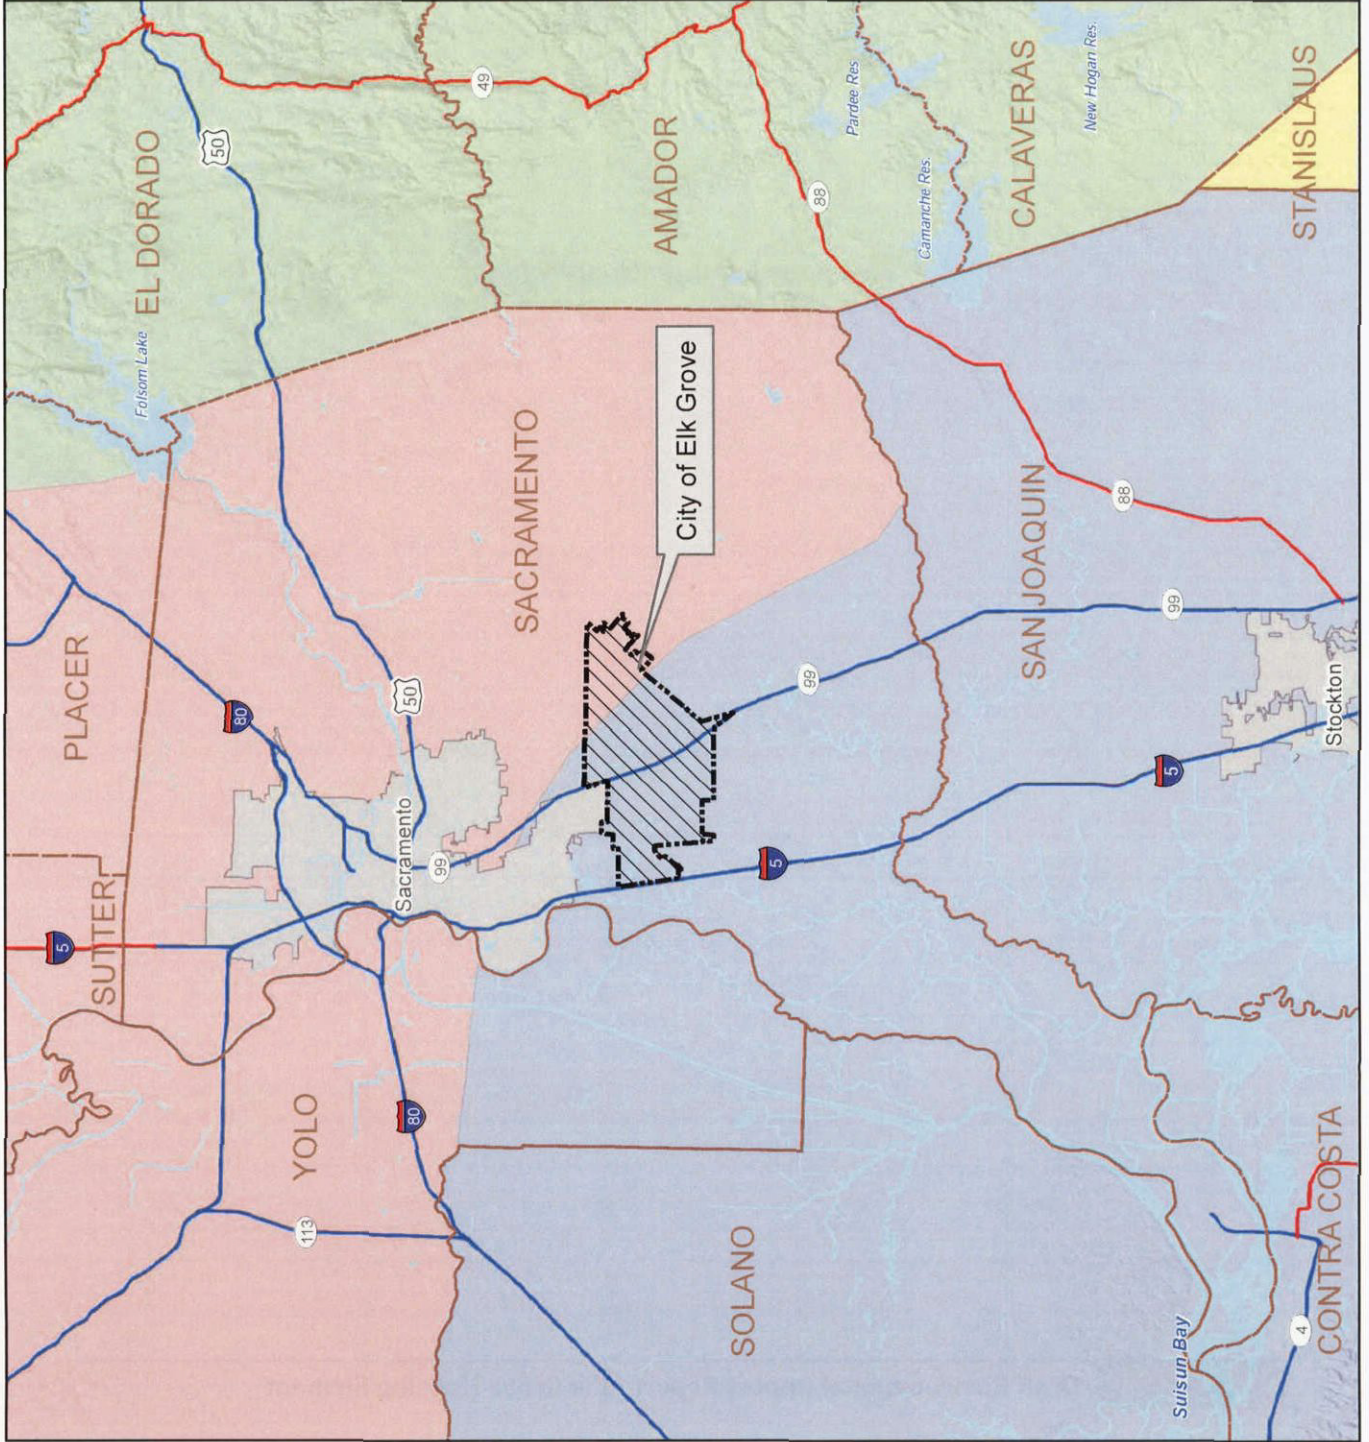 5
PLACER
SUTTER
Folsom Lake
EL DORADO
50
80
113
YOLO
Sacramento
50
80
99
49
SACRAMENTO
AMADOR
City of Elk Grove
SOLANO
5
99
88
Pardee Res
Camanche Res.
SAN JOAQUIN
CALAVERAS
New Hogan Res.
88
5
99
Suisun Bay
4
STANISLAUS
CONTRA COSTA
Stockton